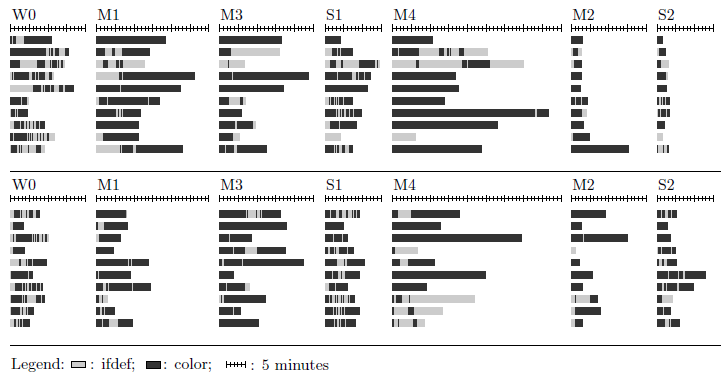 W0 M1 M3 S1 M4 M2 S2
W0 M1 M3 S1 M4 M2 S2
Legend: : ifdef; : color; : 5 minutes